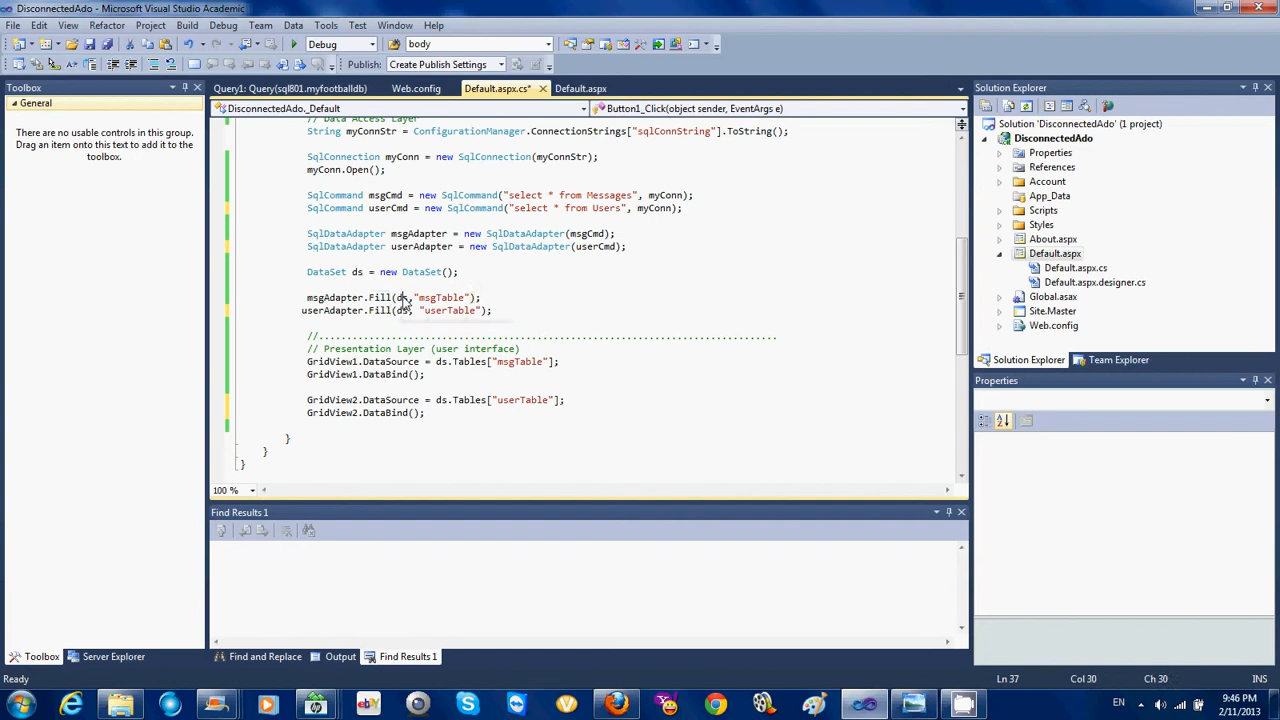 DisconnectedAdo - Microsoft Visual Studio Academic
File Edit View Refactor Project Build Debug Team Data Tools Test Window Help
Debug body
Publish: Create Publish Settings
Toolbox
General
There are no usable controls in this group.
Drag an item onto this text to add it to the
toolbox.
Query1: Query(sql801.myfootballdb) Web.config Default.aspx.cs* Default.aspx
DisconnectedAdo._Default Button1_Click(object sender, EventArgs e)
// Data Access Layer
String myConnStr = ConfigurationManager.ConnectionStrings["sqlConnString"].ToString();
SqlConnection myConn = new SqlConnection(myConnStr);
myConn.Open();
SqlCommand msgCmd = new SqlCommand("select * from Messages", myConn);
SqlCommand userCmd = new SqlCommand("select * from Users", myConn);
SqlDataAdapter msgAdapter = new SqlDataAdapter(msgCmd);
SqlDataAdapter userAdapter = new SqlDataAdapter(userCmd);
DataSet ds = new DataSet();
msgAdapter.Fill(ds,"msgTable");
userAdapter.Fill(ds, "userTable");
//...................................................................................
// Presentation Layer (user interface)
GridView1.DataSource = ds.Tables["msgTable"];
GridView1.DataBind();
GridView2.DataSource = ds.Tables["userTable"];
GridView2.DataBind();
}
}
}
100 %
Find Results 1
Toolbox Server Explorer Find and Replace Output Find Results 1
Solution Explorer
Solution 'DisconnectedAdo' (1 project)
DisconnectedAdo
Properties
References
Account
App_Data
Scripts
Styles
About.aspx
Default.aspx
Default.aspx.cs
Default.aspx.designer.cs
Global.asax
Site.Master
Web.config
Solution Explorer Team Explorer
Properties
Ready Ln 37 Col 30 Ch 30 INS
EN 9:46 PM
2/11/2013